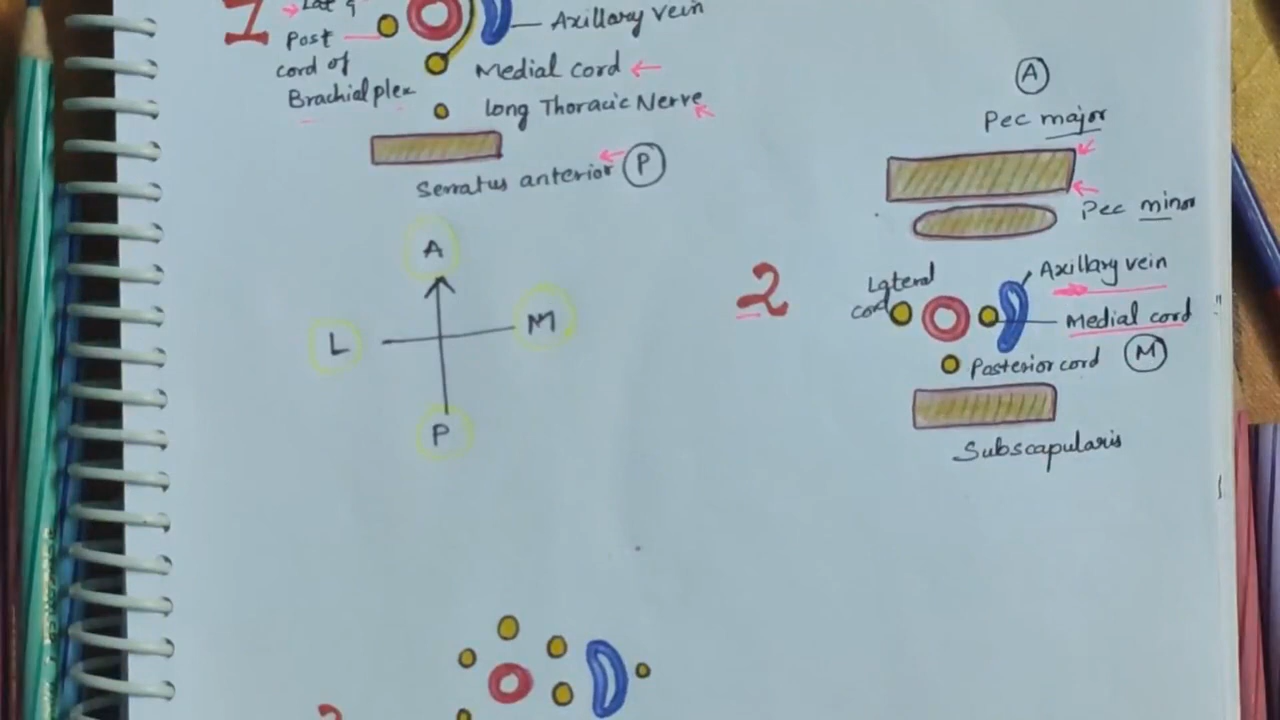 1
Lat &
Post
cord of
Brachial plex
Axillary vein
Medial cord
long Thoracic Nerve
Serratus anterior
P
A
L
M
P
A
Pec major
Pec minor
2
Lateral
cord
Axillary vein
Medial cord
M
Posterior cord
Subscapularis